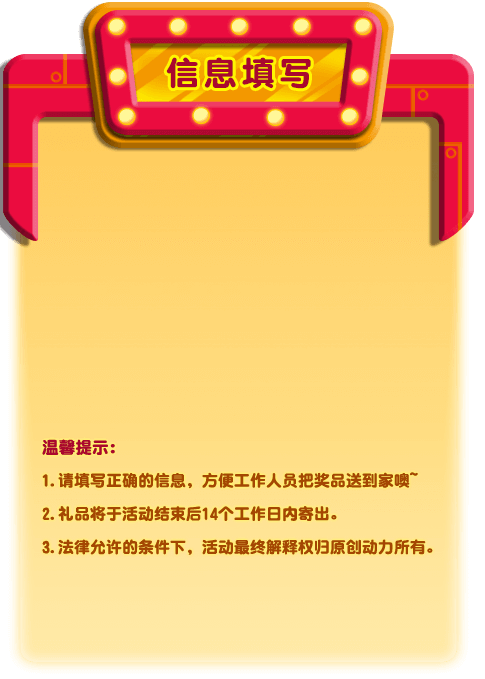 信息填写
温馨提示：
1.请填写正确的信息，方便工作人员把奖品送到家噢~
2.礼品将于活动结束后14个工作日内寄出。
3.法律允许的条件下，活动最终解释权归原创动力所有。